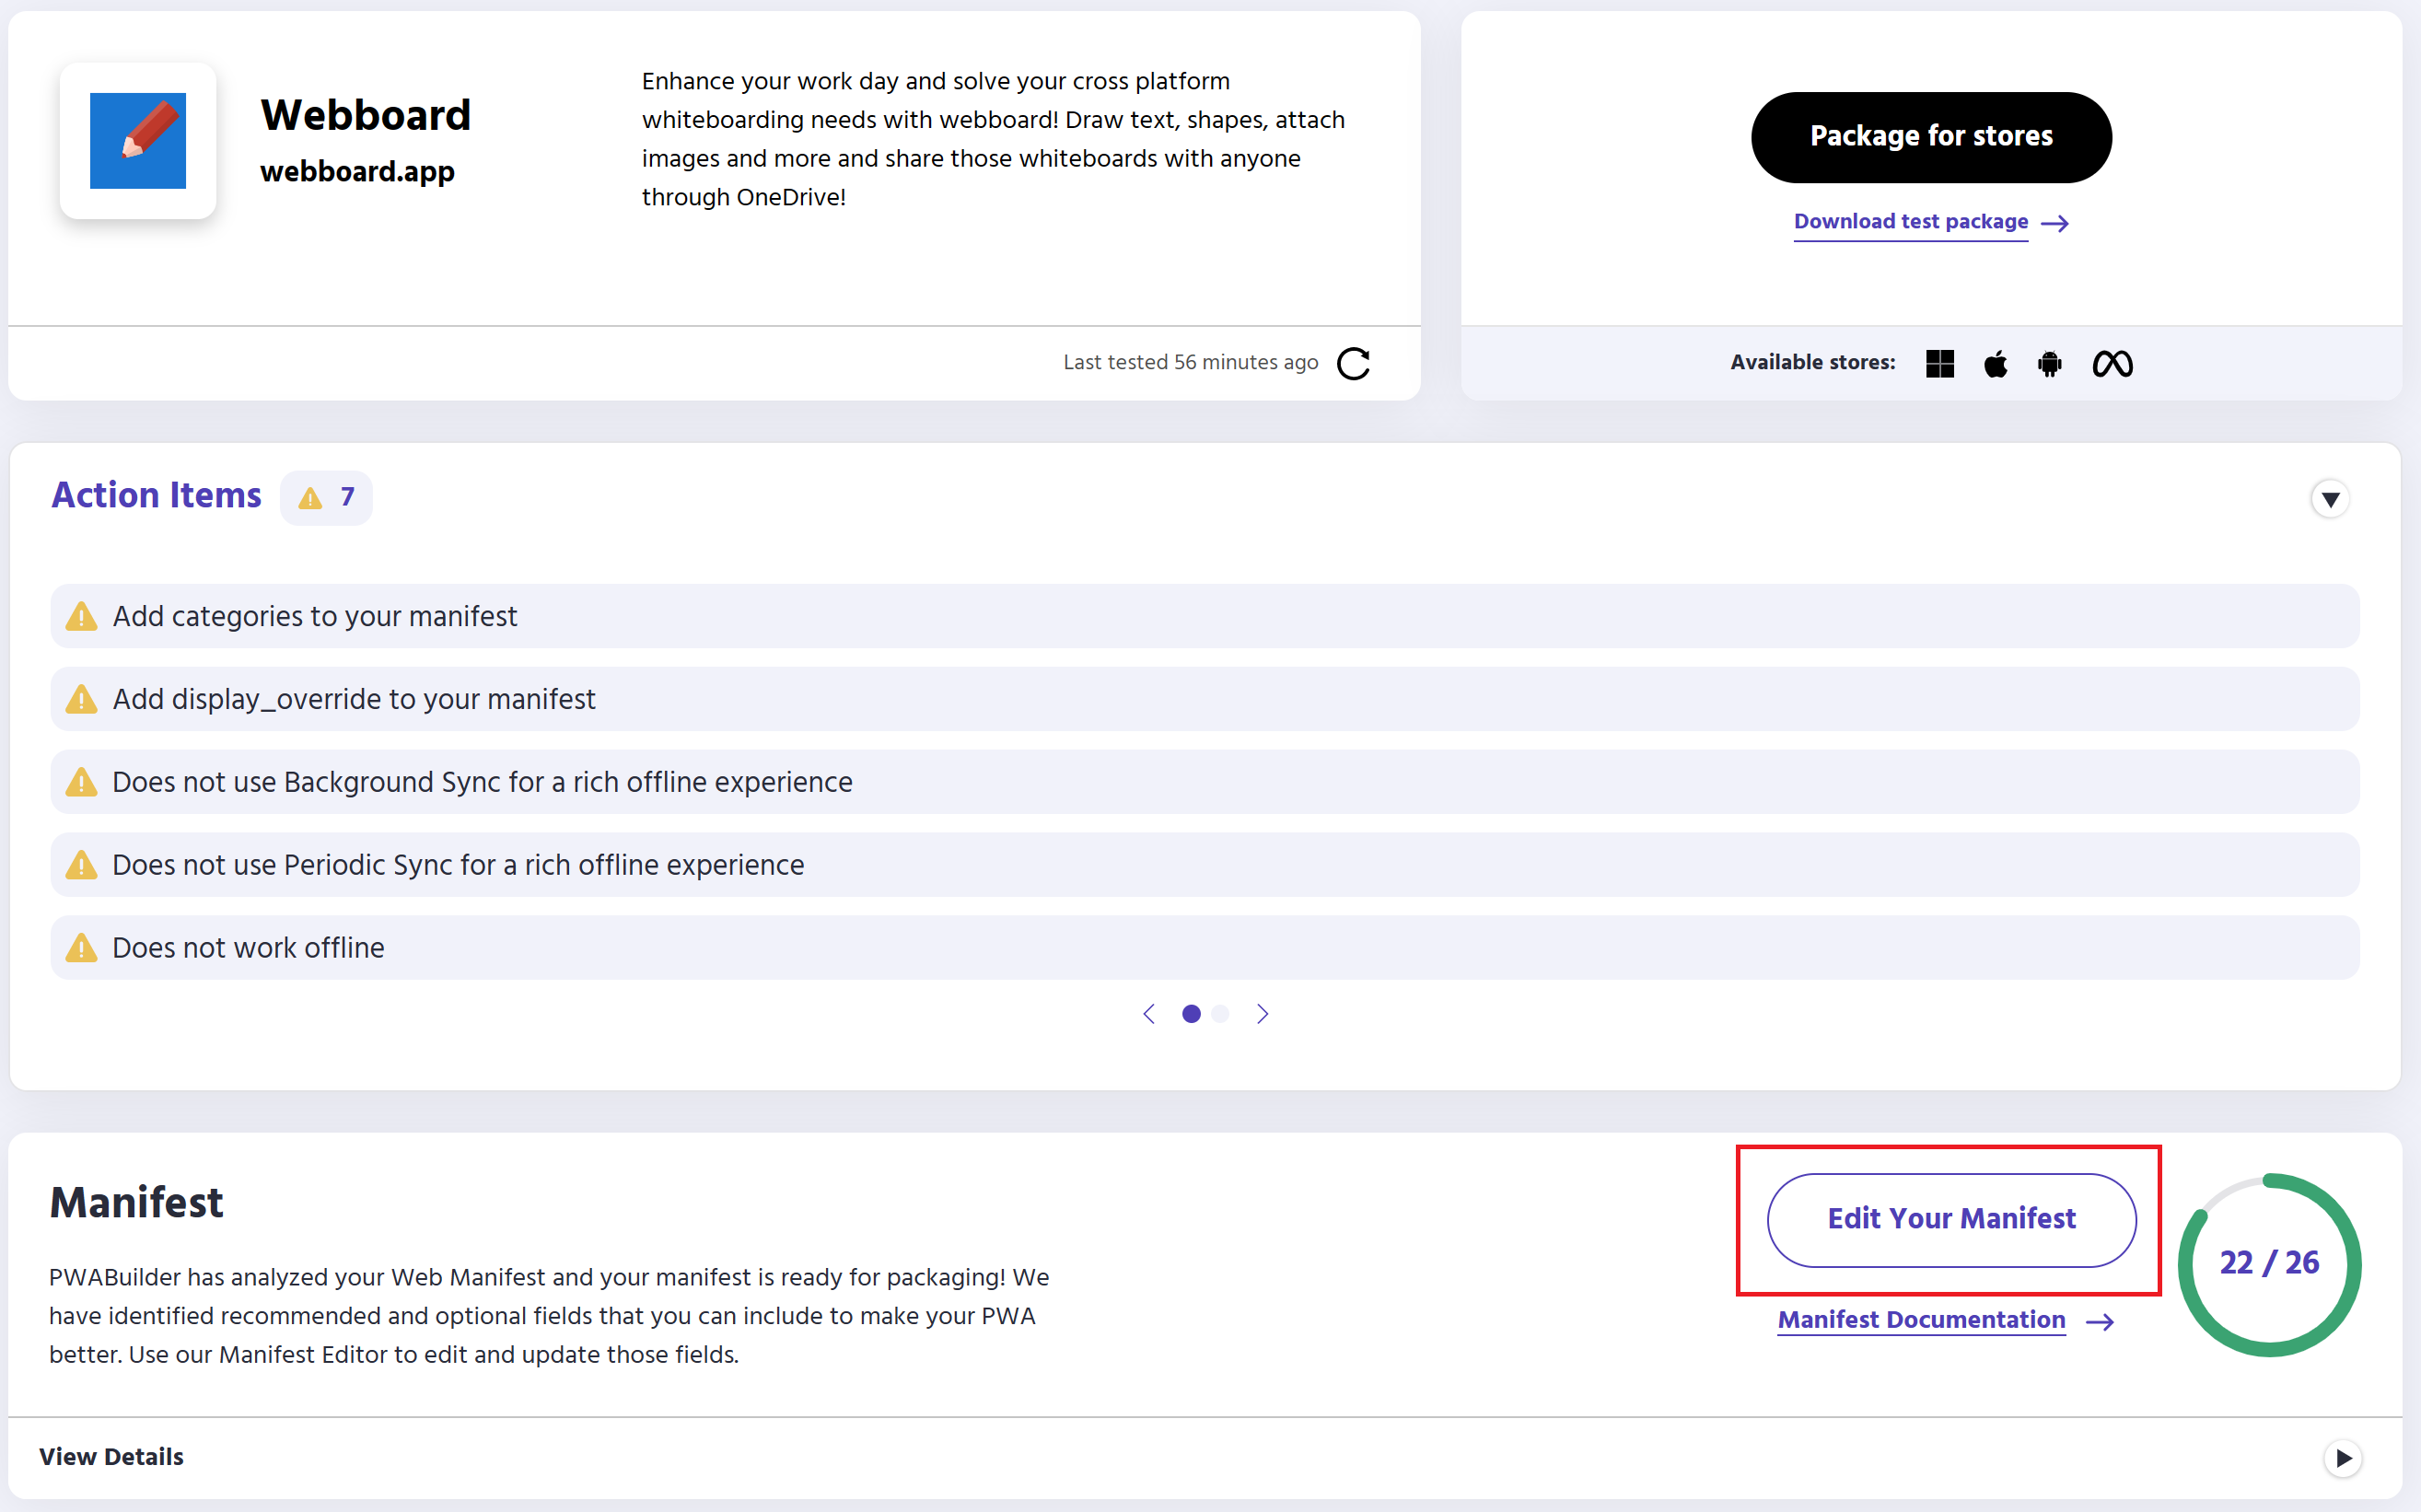 Webboard
webboard.app
Enhance your work day and solve your cross platform
whiteboarding needs with webboard! Draw text, shapes, attach
images and more and share those whiteboards with anyone
through OneDrive!
Last tested 56 minutes ago
Package for stores
Download test package
Available stores:
Action Items 7
Add categories to your manifest
Add display_override to your manifest
Does not use Background Sync for a rich offline experience
Does not use Periodic Sync for a rich offline experience
Does not work offline
Manifest
PWABuilder has analyzed your Web Manifest and your manifest is ready for packaging! We
have identified recommended and optional fields that you can include to make your PWA
better. Use our Manifest Editor to edit and update those fields.
Edit Your Manifest
Manifest Documentation
22 / 26
View Details